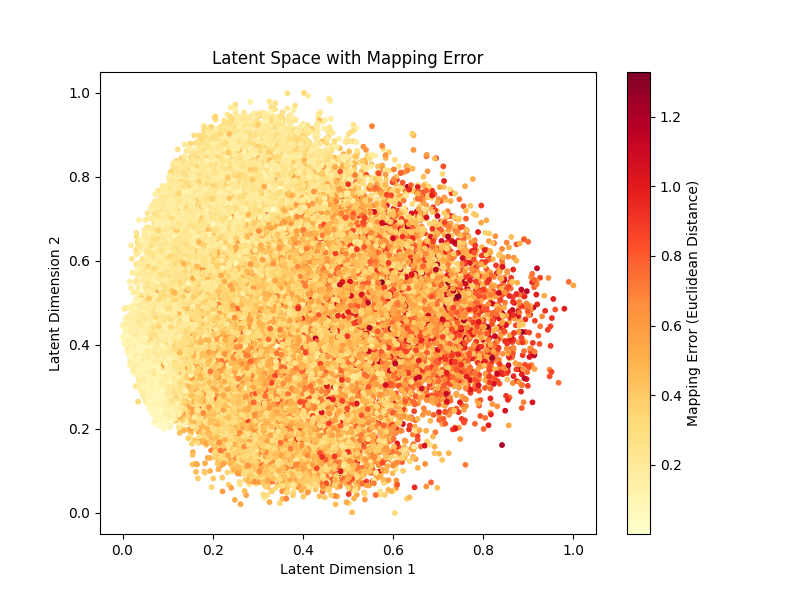 Latent Space with Mapping Error
Latent Dimension 2
1.0
0.8
0.6
0.4
0.2
0.0
0.0 0.2 0.4 0.6 0.8 1.0
Latent Dimension 1
1.2
1.0
0.8
0.6
0.4
0.2
Mapping Error (Euclidean Distance)